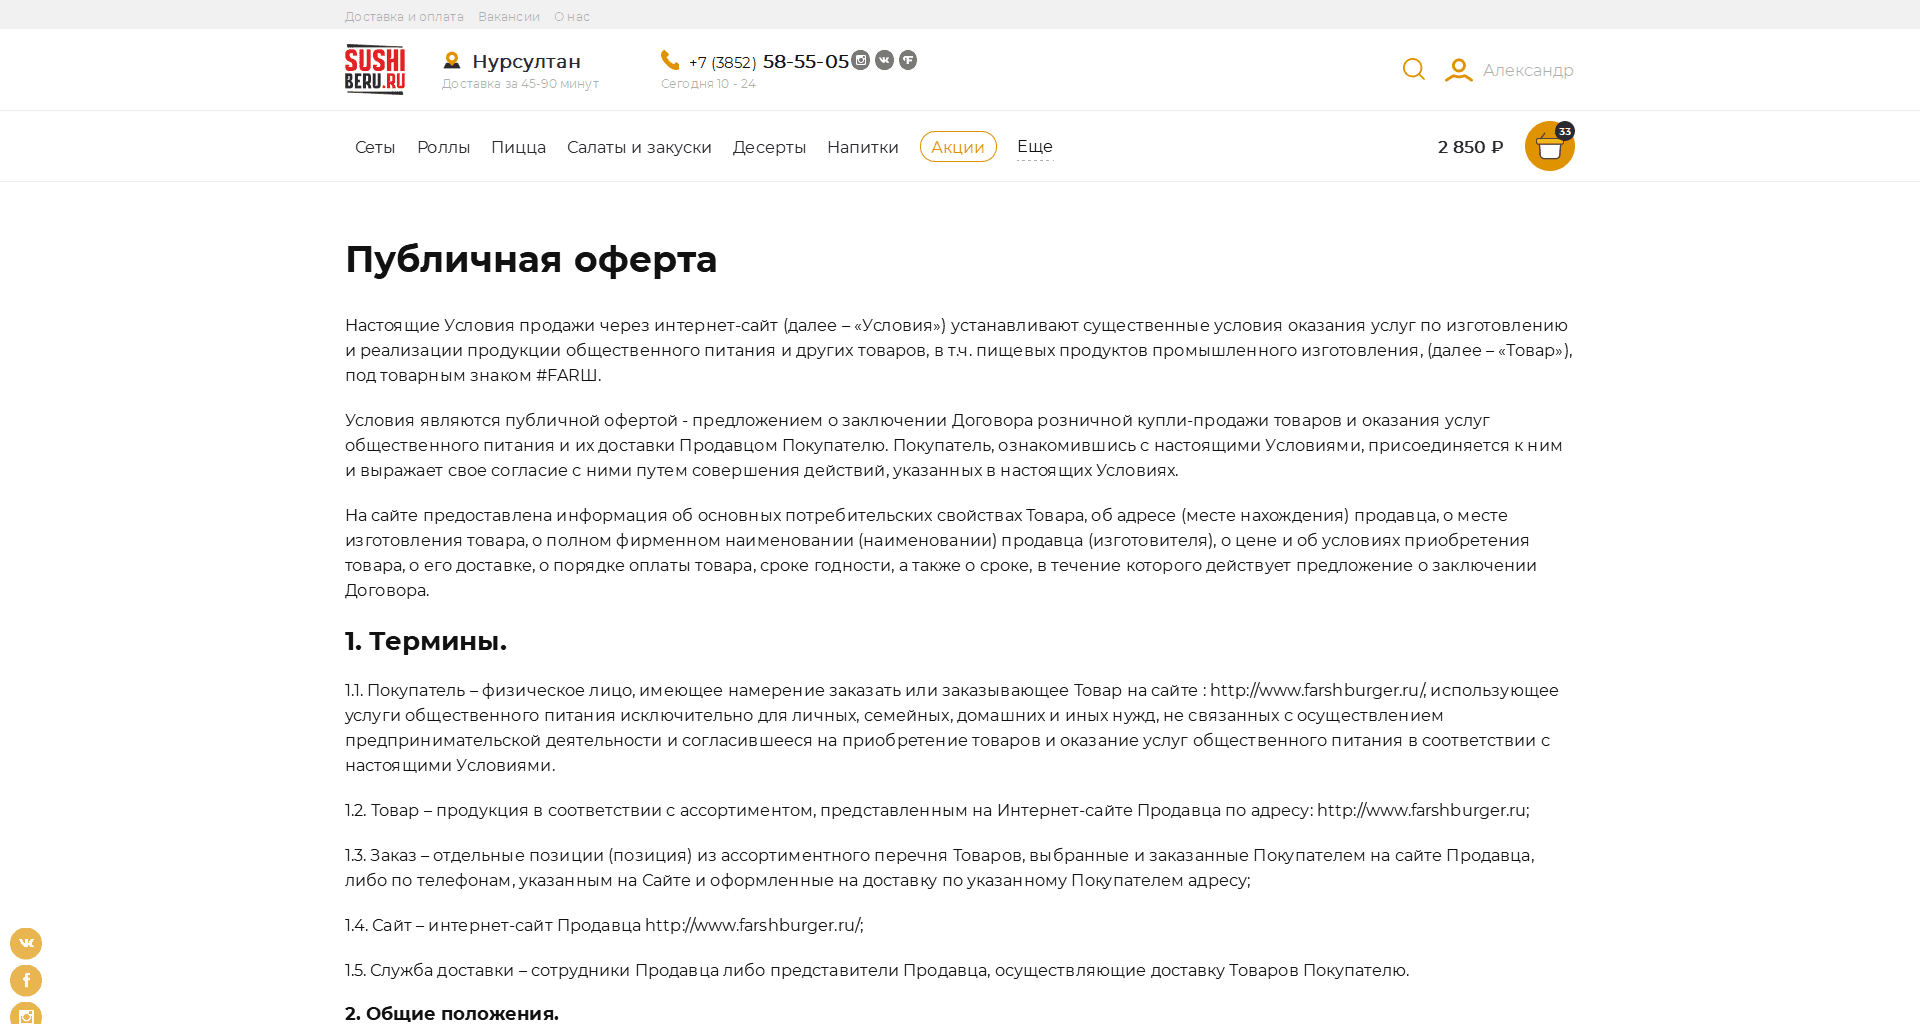 Доставка и оплата Вакансии О нас
SUSHI
BERU.RU
Нурсултан
Доставка за 45-90 минут
+7 (3852) 58-55-05
Сегодня 10 - 24
Александр
Сеты Роллы Пицца Салаты и закуски Десерты Напитки Акции Еще
2 850 ₽
33
Публичная оферта
Настоящие Условия продажи через интернет-сайт (далее – «Условия») устанавливают существенные условия оказания услуг по изготовлению
и реализации продукции общественного питания и других товаров, в т.ч. пищевых продуктов промышленного изготовления, (далее – «Товар»),
под товарным знаком #FARШ.
Условия являются публичной офертой - предложением о заключении Договора розничной купли-продажи товаров и оказания услуг
общественного питания и их доставки Продавцом Покупателю. Покупатель, ознакомившись с настоящими Условиями, присоединяется к ним
и выражает свое согласие с ними путем совершения действий, указанных в настоящих Условиях.
На сайте предоставлена информация об основных потребительских свойствах Товара, об адресе (месте нахождения) продавца, о месте
изготовления товара, о полном фирменном наименовании (наименовании) продавца (изготовителя), о цене и об условиях приобретения
товара, о его доставке, о порядке оплаты товара, сроке годности, а также о сроке, в течение которого действует предложение о заключении
Договора.
1. Термины.
1.1. Покупатель – физическое лицо, имеющее намерение заказать или заказывающее Товар на сайте : http://www.farshburger.ru/, использующее
услуги общественного питания исключительно для личных, семейных, домашних и иных нужд, не связанных с осуществлением
предпринимательской деятельности и согласившееся на приобретение товаров и оказание услуг общественного питания в соответствии с
настоящими Условиями.
1.2. Товар – продукция в соответствии с ассортиментом, представленным на Интернет-сайте Продавца по адресу: http://www.farshburger.ru;
1.3. Заказ – отдельные позиции (позиция) из ассортиментного перечня Товаров, выбранные и заказанные Покупателем на сайте Продавца,
либо по телефонам, указанным на Сайте и оформленные на доставку по указанному Покупателем адресу;
1.4. Сайт – интернет-сайт Продавца http://www.farshburger.ru/;
1.5. Служба доставки – сотрудники Продавца либо представители Продавца, осуществляющие доставку Товаров Покупателю.
2. Общие положения.